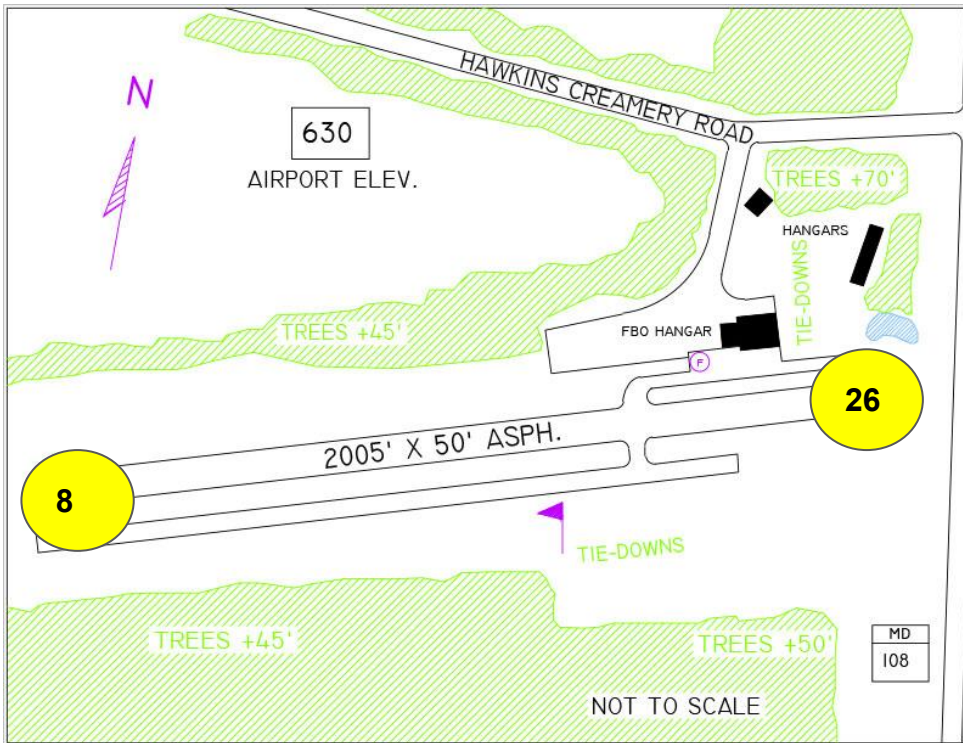 HAWKINS CREAMERY ROAD
N
630
AIRPORT ELEV.
TREES +70'
HANGARS
TIE-DOWNS
TREES +45'
FBO HANGAR
F
26
2005' X 50' ASPH.
8
TIE-DOWNS
TREES +45'
TREES +50'
MD
108
NOT TO SCALE